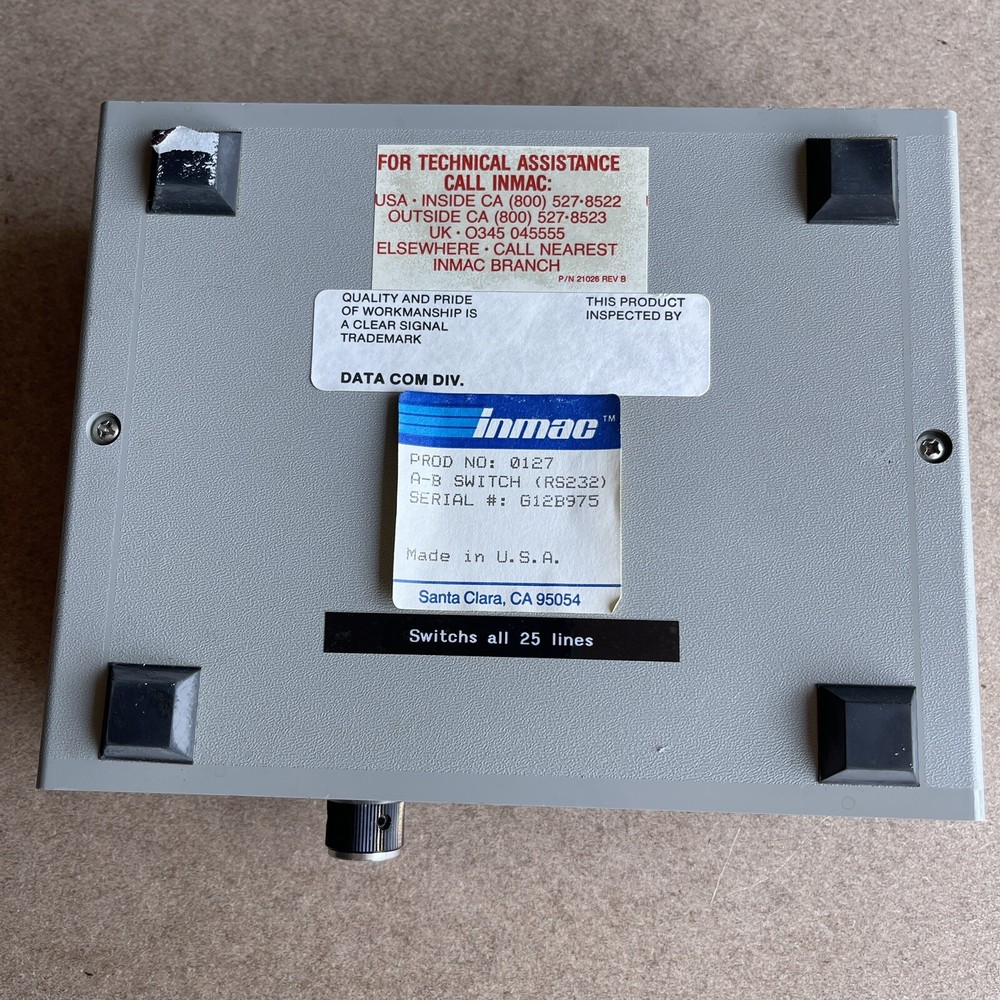 FOR TECHNICAL ASSISTANCE
CALL INMAC:
USA · INSIDE CA (800) 527·8522
OUTSIDE CA (800) 527·8523
UK · O345 045555
ELSEWHERE · CALL NEAREST
INMAC BRANCH
P/N 21026 REV B
QUALITY AND PRIDE
OF WORKMANSHIP IS
A CLEAR SIGNAL
TRADEMARK
THIS PRODUCT
INSPECTED BY
DATA COM DIV.
inmac™
PROD NO: 0127
A-B SWITCH (RS232)
SERIAL #: G12B975
Made in U.S.A.
Santa Clara, CA 95054
Switchs all 25 lines